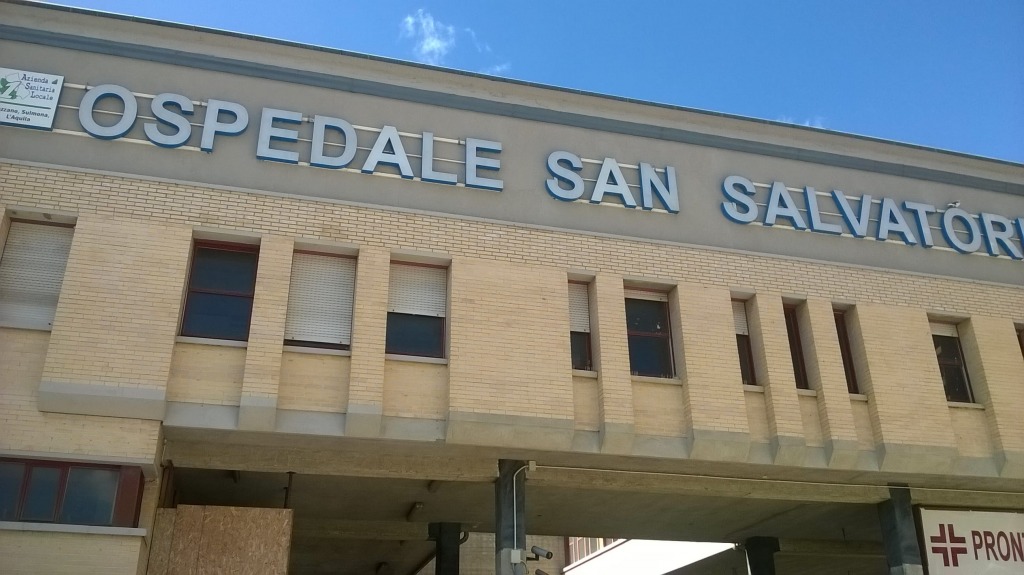 Azienda
Sanitaria
Locale
Sulmona,
L'Aquila
OSPEDALE SAN SALVATOR
PRONT